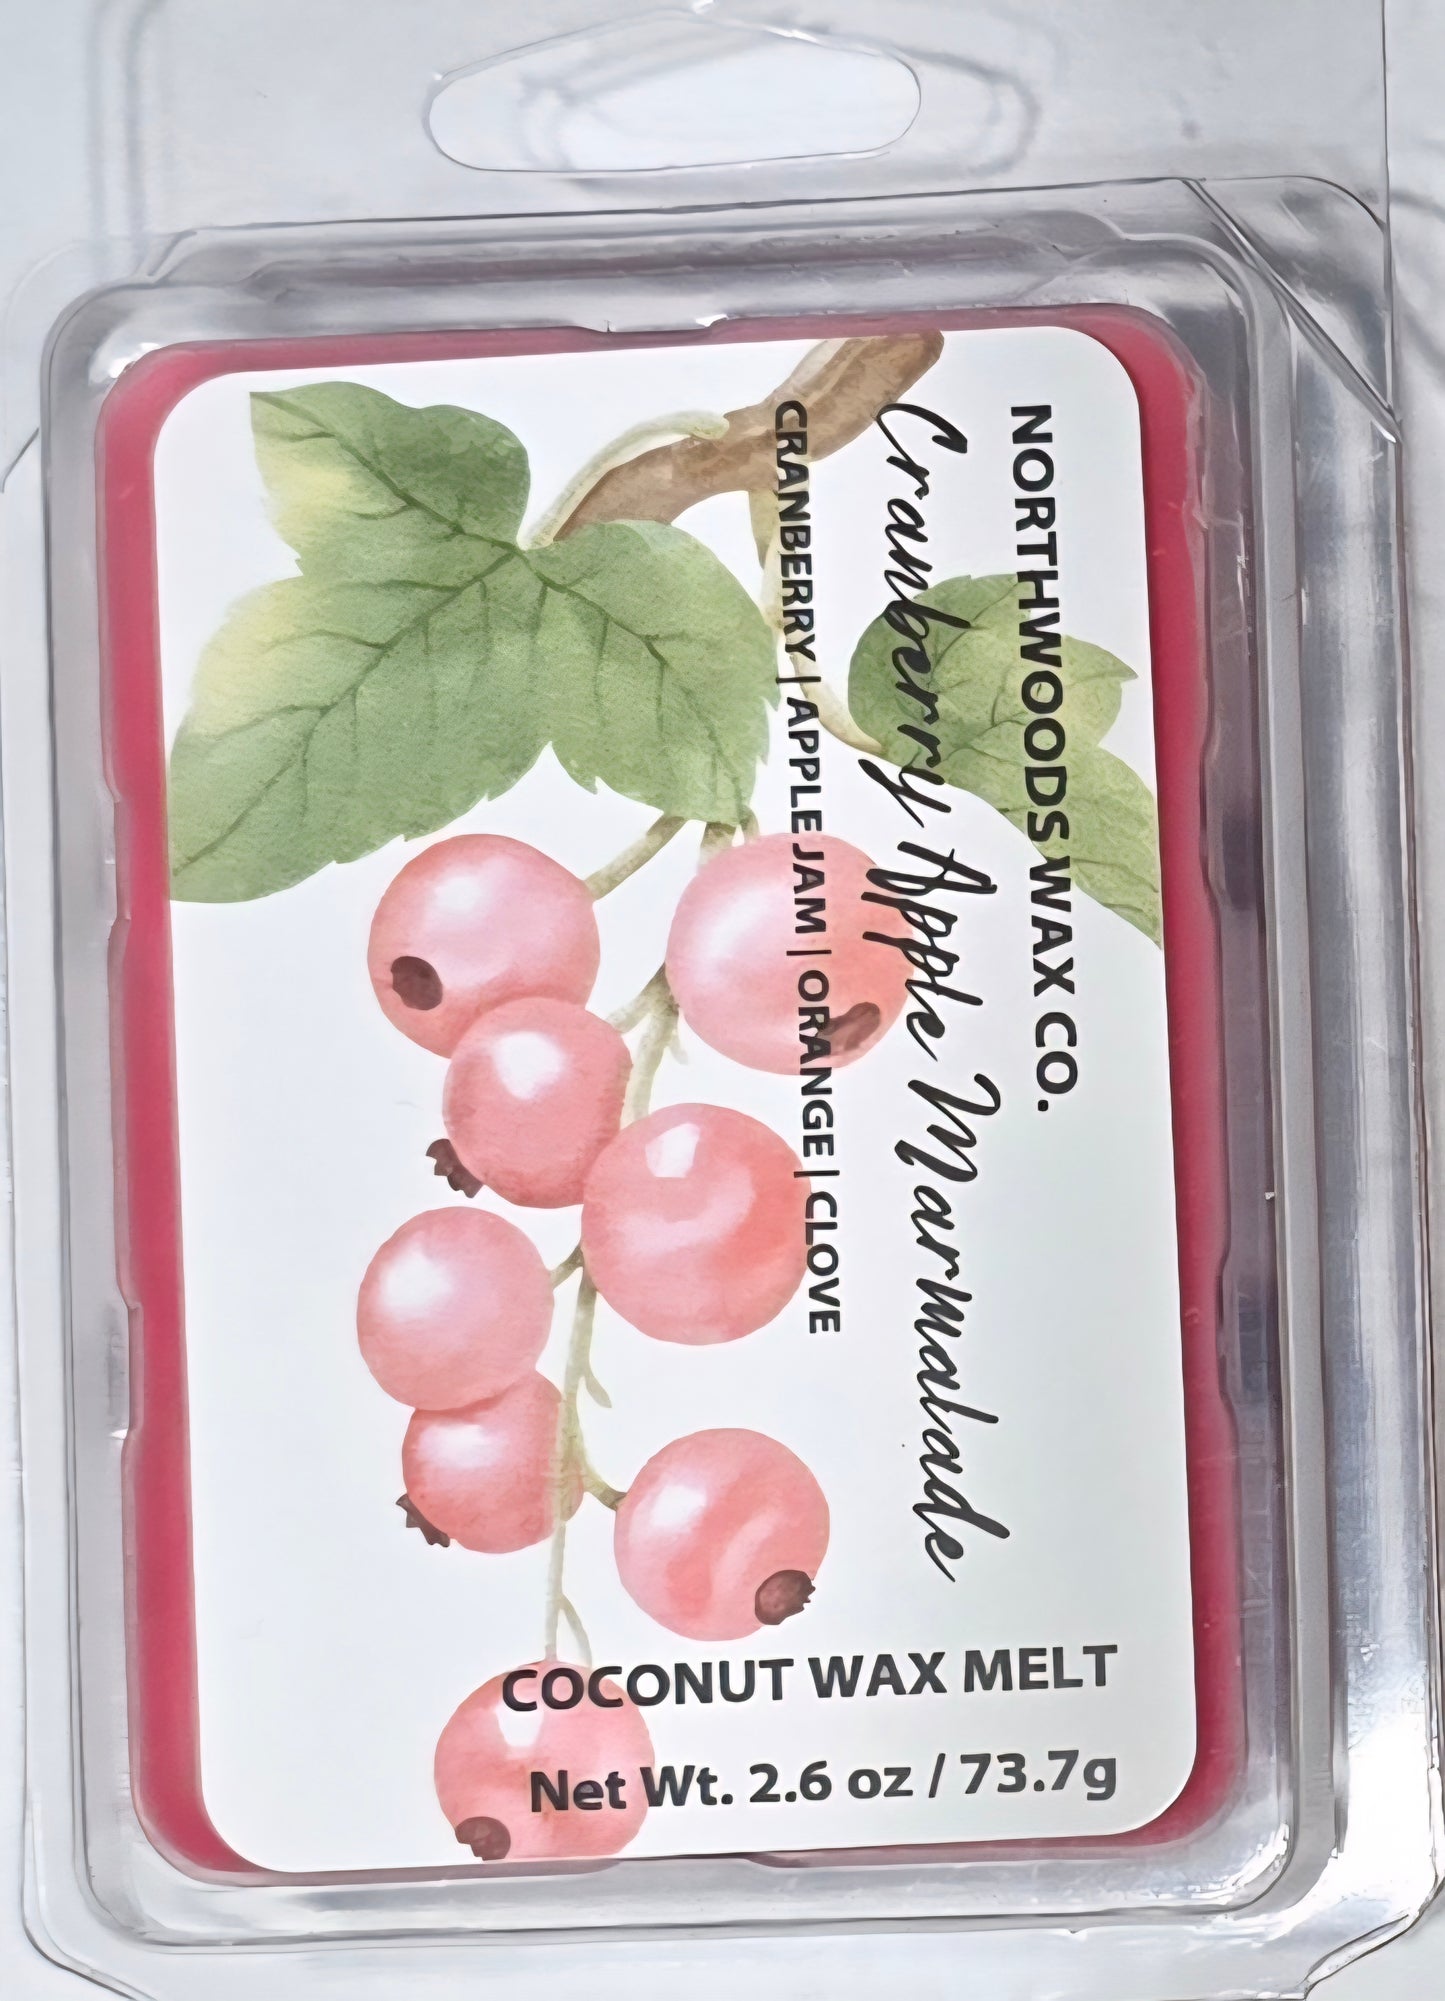 NORTHWOODS WAX CO.
Cranberry Apple Marmalade
CRANBERRY | APPLE JAM | ORANGE | CLOVE
COCONUT WAX MELT
Net Wt. 2.6 oz / 73.7g